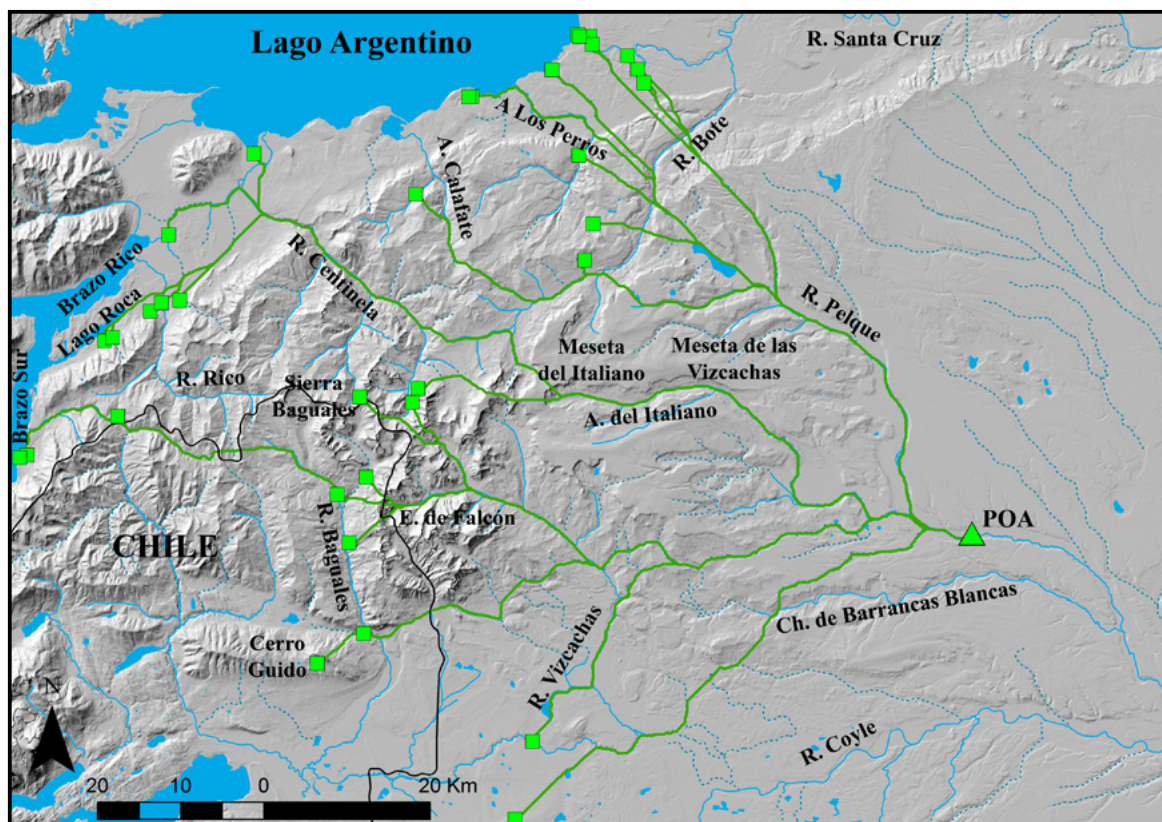 Lago Argentino
R. Santa Cruz
A Los Perros
R. Bote
A. Calafate
Brazo Rico
R. Centinela
Lago Roca
R. Pelque
Meseta
del Italiano
Meseta de las
Vizcachas
Brazo Sur
R. Rico
Sierra
Baguales
A. del Italiano
E. de Falcón
POA
CHILE
R. Baguales
Ch. de Barrancas Blancas
Cerro
Guido
R. Vizcachas
N
R. Coyle
20 10 0 20 Km